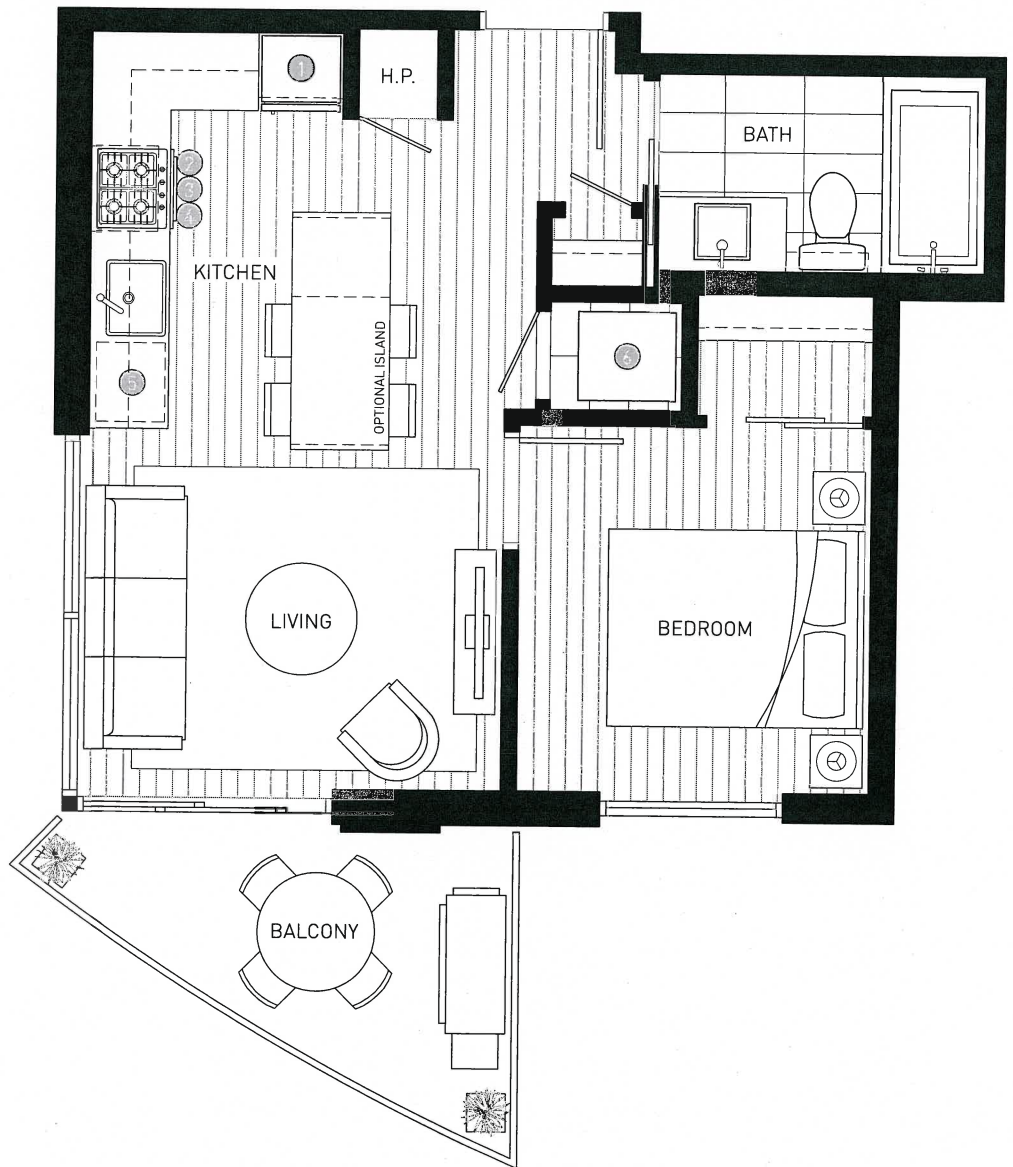 1
H.P.
BATH
2
3
4
KITCHEN
OPTIONAL ISLAND
6
5
LIVING
BEDROOM
BALCONY